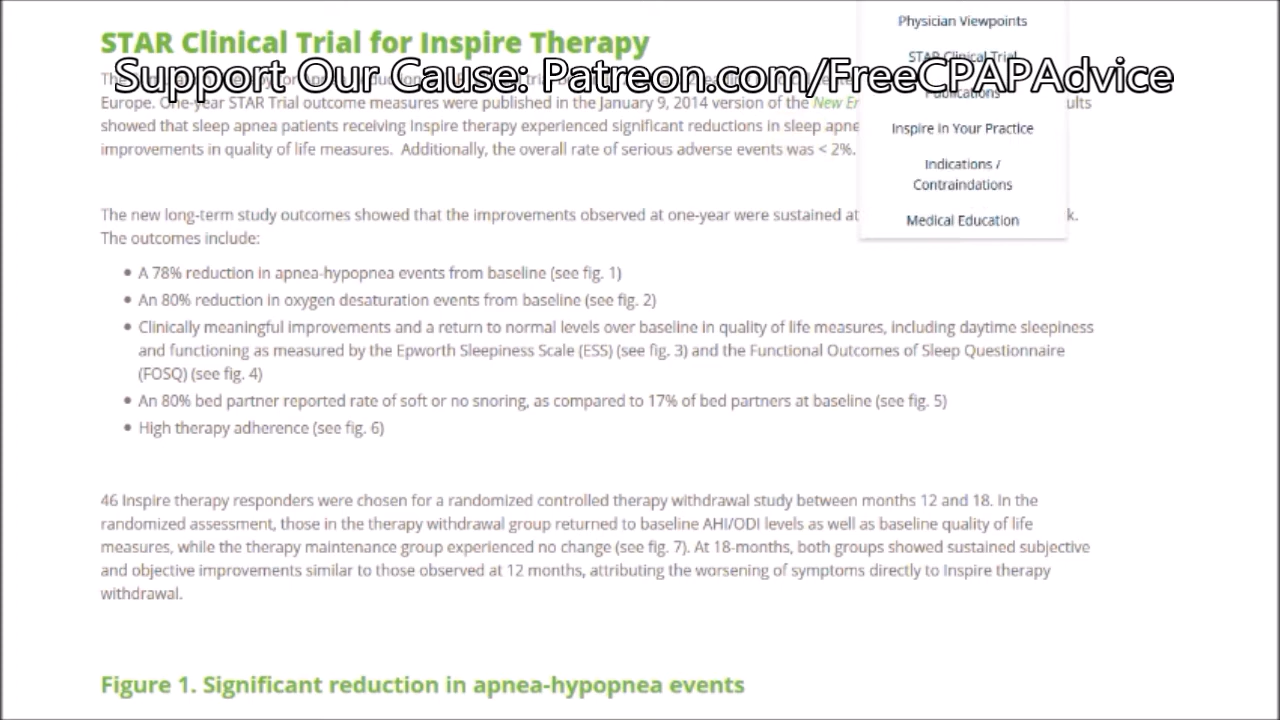 STAR Clinical Trial for Inspire Therapy
Support Our Cause: Patreon.com/FreeCPAPAdvice
Europe. One-year STAR Trial outcome measures were published in the January 9, 2014 version of the New En
showed that sleep apnea patients receiving Inspire therapy experienced significant reductions in sleep apne
improvements in quality of life measures. Additionally, the overall rate of serious adverse events was < 2%.
Physician Viewpoints
STAR Clinical Trial
Publications
Inspire in Your Practice
Indications /
Contraindations
Medical Education
The new long-term study outcomes showed that the improvements observed at one-year were sustained at
The outcomes include:
• A 78% reduction in apnea-hypopnea events from baseline (see fig. 1)
• An 80% reduction in oxygen desaturation events from baseline (see fig. 2)
• Clinically meaningful improvements and a return to normal levels over baseline in quality of life measures, including daytime sleepiness
and functioning as measured by the Epworth Sleepiness Scale (ESS) (see fig. 3) and the Functional Outcomes of Sleep Questionnaire
(FOSQ) (see fig. 4)
• An 80% bed partner reported rate of soft or no snoring, as compared to 17% of bed partners at baseline (see fig. 5)
• High therapy adherence (see fig. 6)
46 Inspire therapy responders were chosen for a randomized controlled therapy withdrawal study between months 12 and 18. In the
randomized assessment, those in the therapy withdrawal group returned to baseline AHI/ODI levels as well as baseline quality of life
measures, while the therapy maintenance group experienced no change (see fig. 7). At 18-months, both groups showed sustained subjective
and objective improvements similar to those observed at 12 months, attributing the worsening of symptoms directly to Inspire therapy
withdrawal.
Figure 1. Significant reduction in apnea-hypopnea events